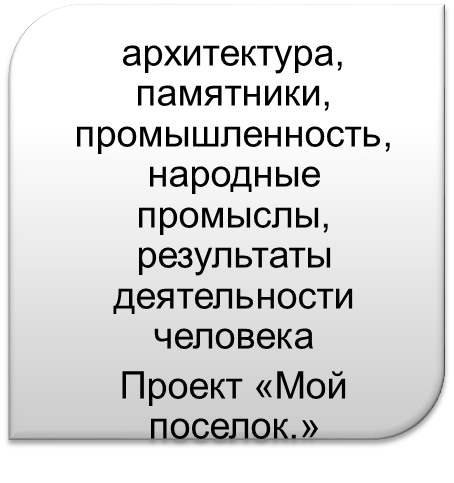 архитектура,
памятники,
промышленность,
народные
промыслы,
результаты
деятельности
человека
Проект «Мой
поселок.»